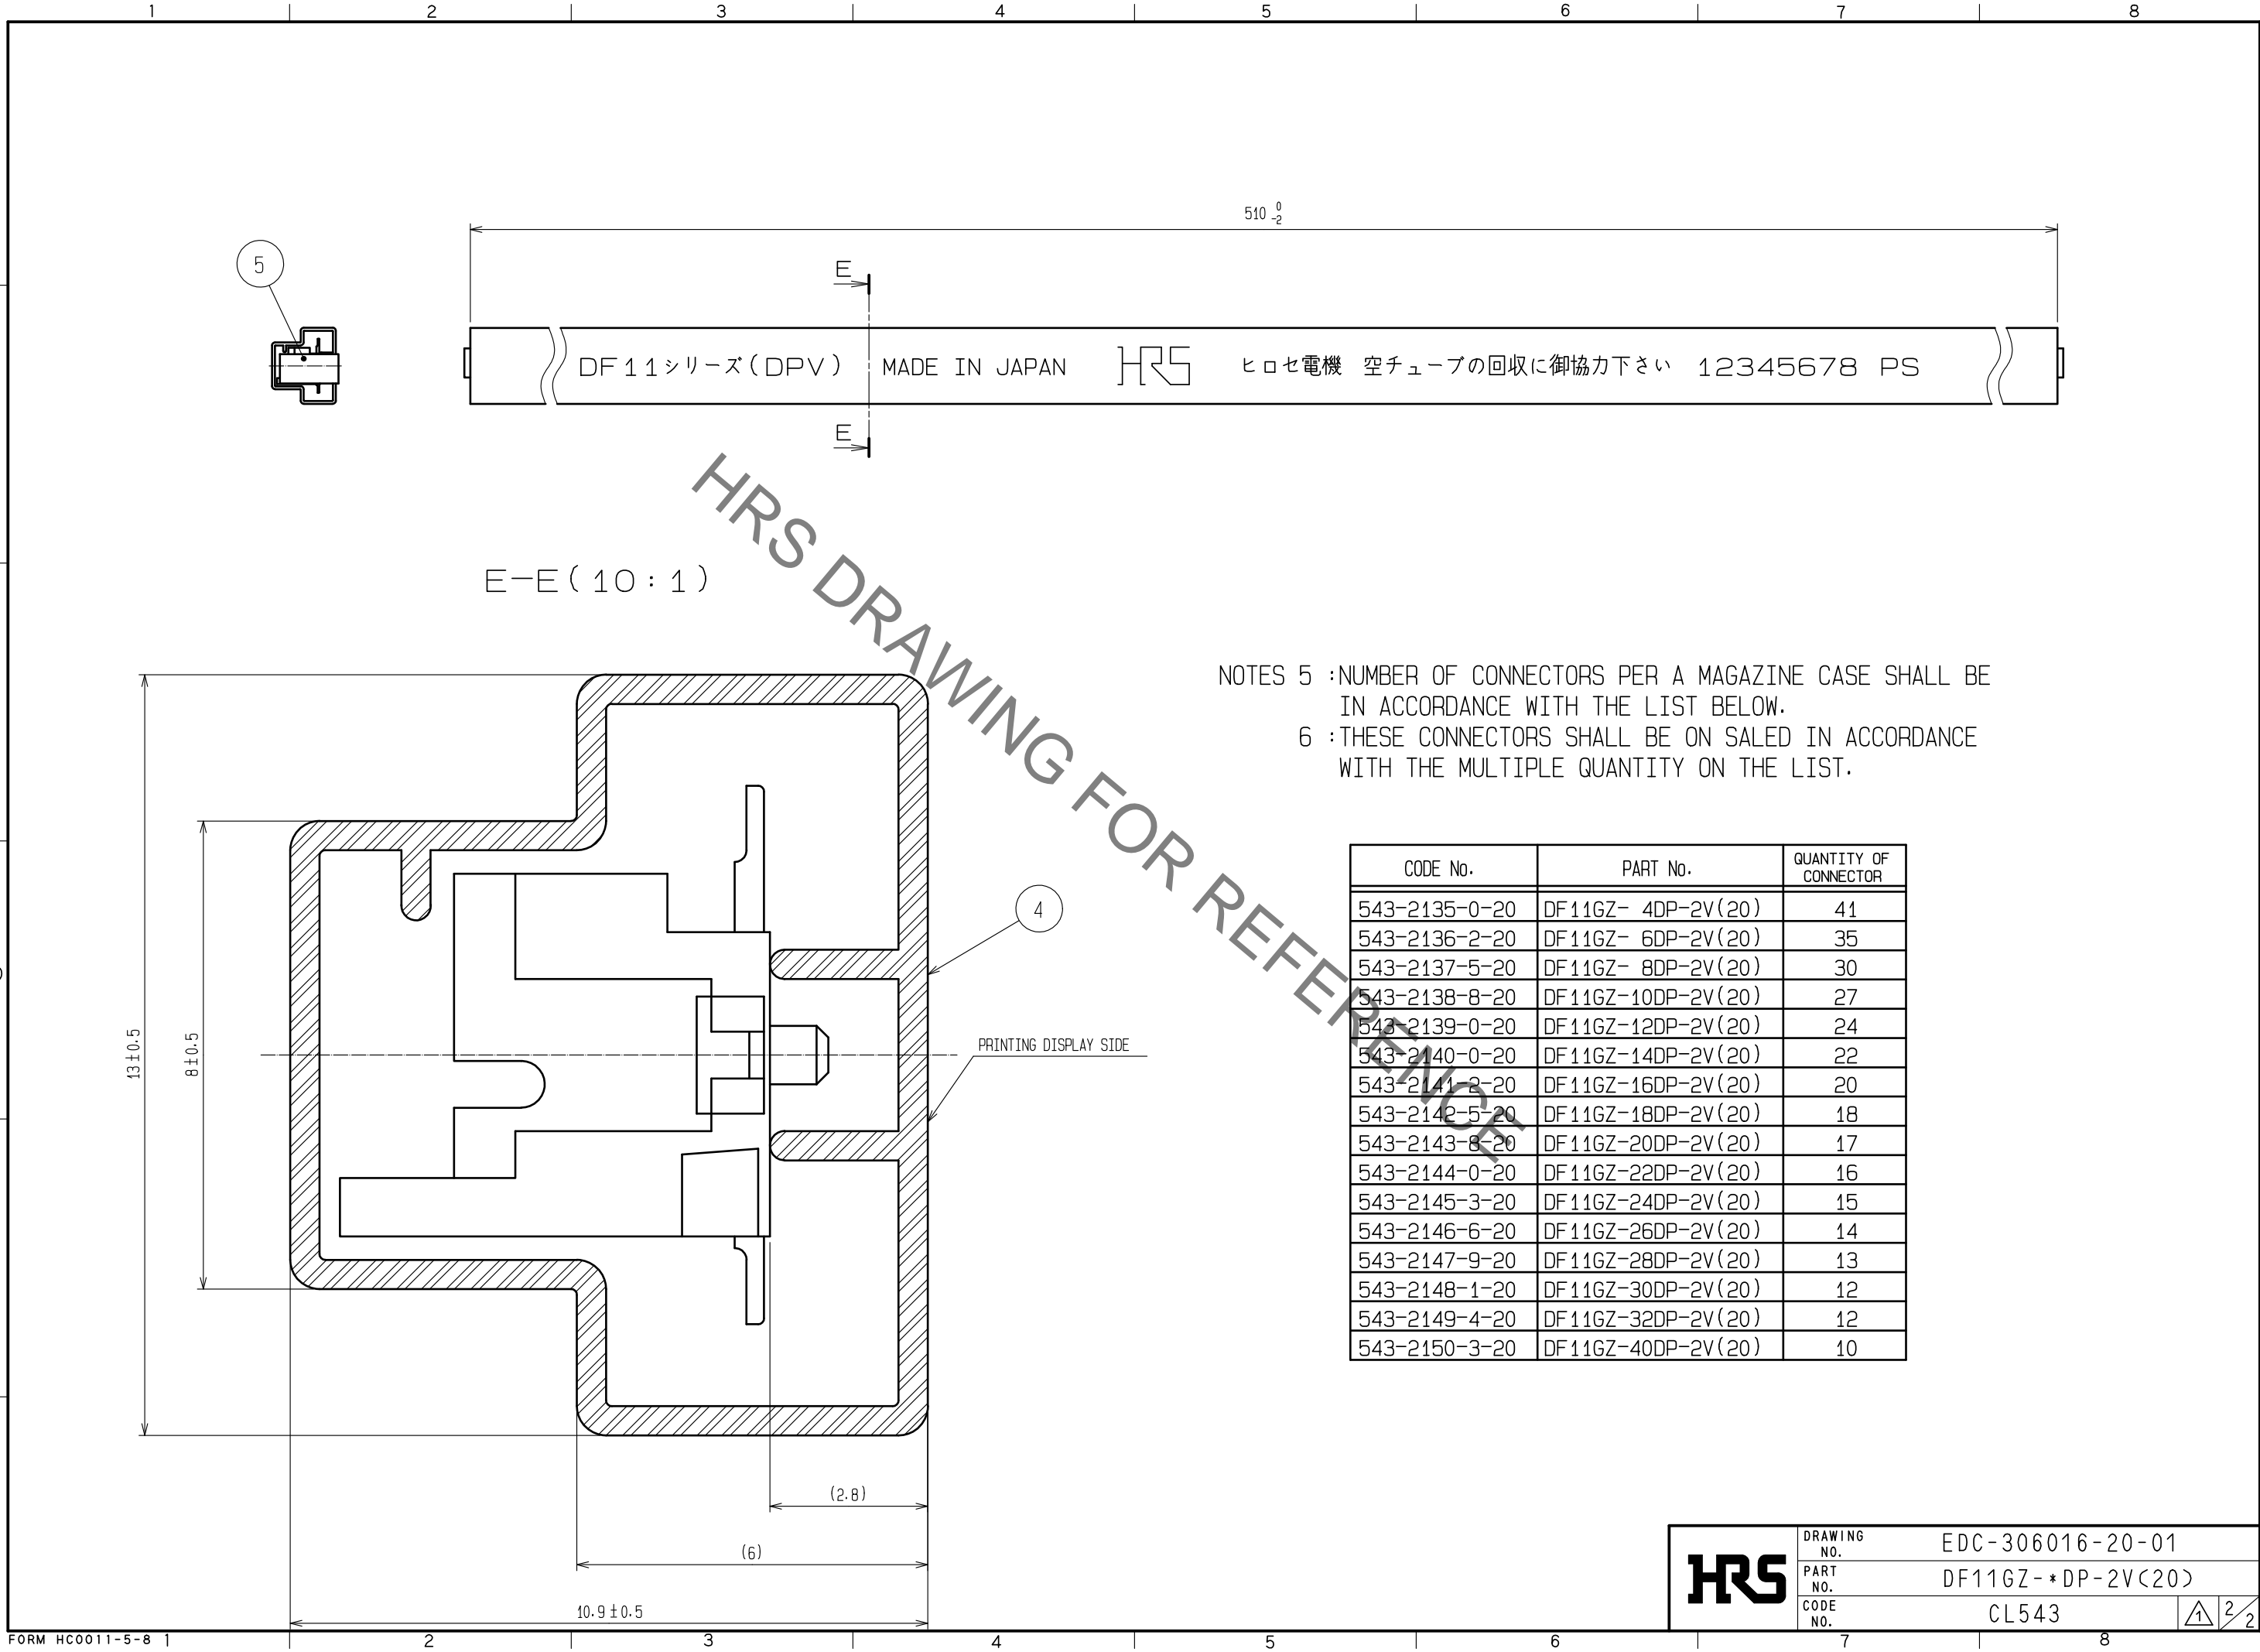 1 2 3 4 5 6 7 8
510 0 -2
5
E
DF11シリーズ(DPV) MADE IN JAPAN HRS ヒロセ電機 空チューブの回収に御協力下さい 12345678 PS
E
HRS DRAWING FOR REFERENCE
E-E(10:1)
NOTES 5 :NUMBER OF CONNECTORS PER A MAGAZINE CASE SHALL BE
IN ACCORDANCE WITH THE LIST BELOW.
6 :THESE CONNECTORS SHALL BE ON SALED IN ACCORDANCE
WITH THE MULTIPLE QUANTITY ON THE LIST.
4
PRINTING DISPLAY SIDE
13±0.5
8±0.5
(2.8)
(6)
10.9±0.5
CODE No. PART No. QUANTITY OF CONNECTOR
543-2135-0-20 DF11GZ- 4DP-2V(20) 41
543-2136-2-20 DF11GZ- 6DP-2V(20) 35
543-2137-5-20 DF11GZ- 8DP-2V(20) 30
543-2138-8-20 DF11GZ-10DP-2V(20) 27
543-2139-0-20 DF11GZ-12DP-2V(20) 24
543-2140-0-20 DF11GZ-14DP-2V(20) 22
543-2141-2-20 DF11GZ-16DP-2V(20) 20
543-2142-5-20 DF11GZ-18DP-2V(20) 18
543-2143-8-20 DF11GZ-20DP-2V(20) 17
543-2144-0-20 DF11GZ-22DP-2V(20) 16
543-2145-3-20 DF11GZ-24DP-2V(20) 15
543-2146-6-20 DF11GZ-26DP-2V(20) 14
543-2147-9-20 DF11GZ-28DP-2V(20) 13
543-2148-1-20 DF11GZ-30DP-2V(20) 12
543-2149-4-20 DF11GZ-32DP-2V(20) 12
543-2150-3-20 DF11GZ-40DP-2V(20) 10
HRS
DRAWING NO. EDC-306016-20-01
PART NO. DF11GZ-*DP-2V(20)
CODE NO. CL543 1 2/2
FORM HC0011-5-8 1 2 3 4 5 6 7 8